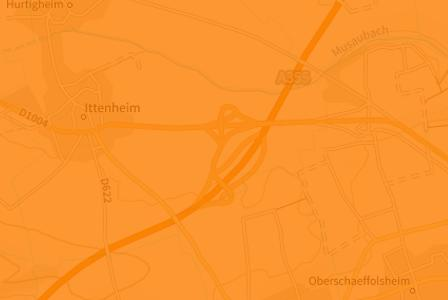 Hurtigheim
Musaubach
A355
Ittenheim
D1004
D622
Oberschaeffolsheim